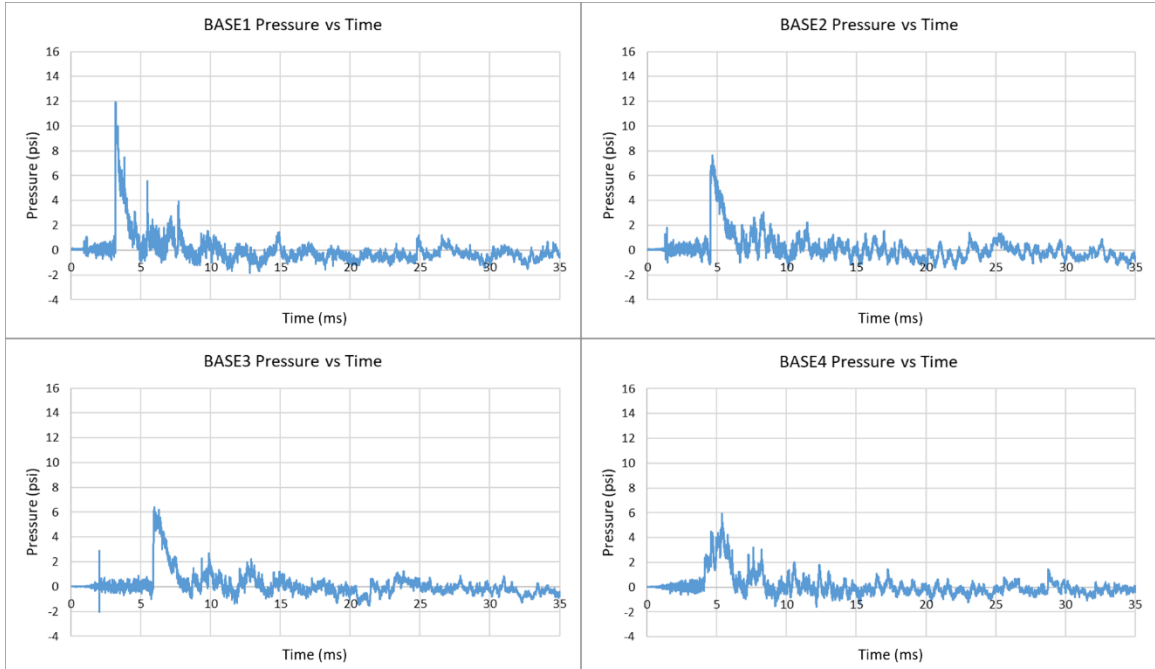 BASE1 Pressure vs Time
16
14
12
10
8
6
4
2
0
-2
-4
0 5 10 15 20 25 30 35
Pressure (psi)
Time (ms)
BASE2 Pressure vs Time
16
14
12
10
8
6
4
2
0
-2
-4
0 5 10 15 20 25 30 35
Pressure (psi)
Time (ms)
BASE3 Pressure vs Time
16
14
12
10
8
6
4
2
0
-2
-4
0 5 10 15 20 25 30 35
Pressure (psi)
Time (ms)
BASE4 Pressure vs Time
16
14
12
10
8
6
4
2
0
-2
-4
0 5 10 15 20 25 30 35
Pressure (psi)
Time (ms)